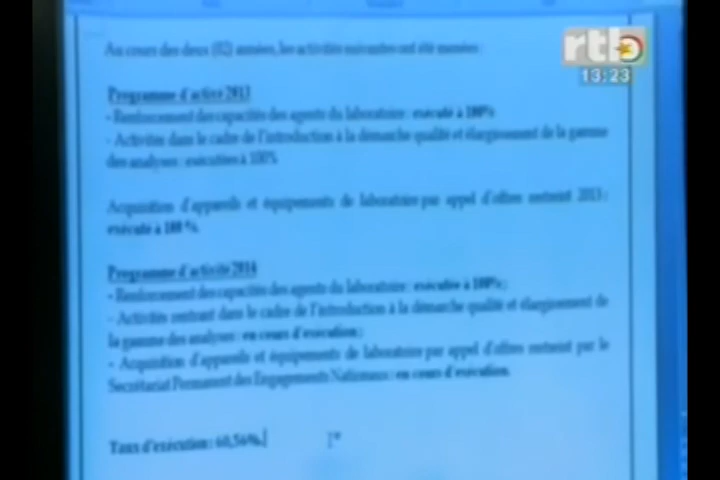 rtb
13:23
Au cours des deux (02) années, les activités suivantes ont été menées :
Programme d'activé 2013
- Renforcement des capacités des agents du laboratoire : exécuté à 100%
- Activités dans le cadre de l'introduction à la démarche qualité et élargissement de la gamme
des analyses : exécutées à 100%
Acquisition d'appareils et équipements de laboratoire par appel d'offres restreint 2013 :
exécuté à 100 %.
Programme d'activité 2014
- Renforcement des capacités des agents du laboratoire : exécutée à 100% ;
- Activités rentrant dans le cadre de l'introduction à la démarche qualité et élargissement de
la gamme des analyses : en cours d'exécution ;
- Acquisition d'appareils et équipements de laboratoire par appel d'offres restreint par le
Secrétariat Permanent des Engagements Nationaux : en cours d'exécution.
Taux d'exécution : 60,56%.